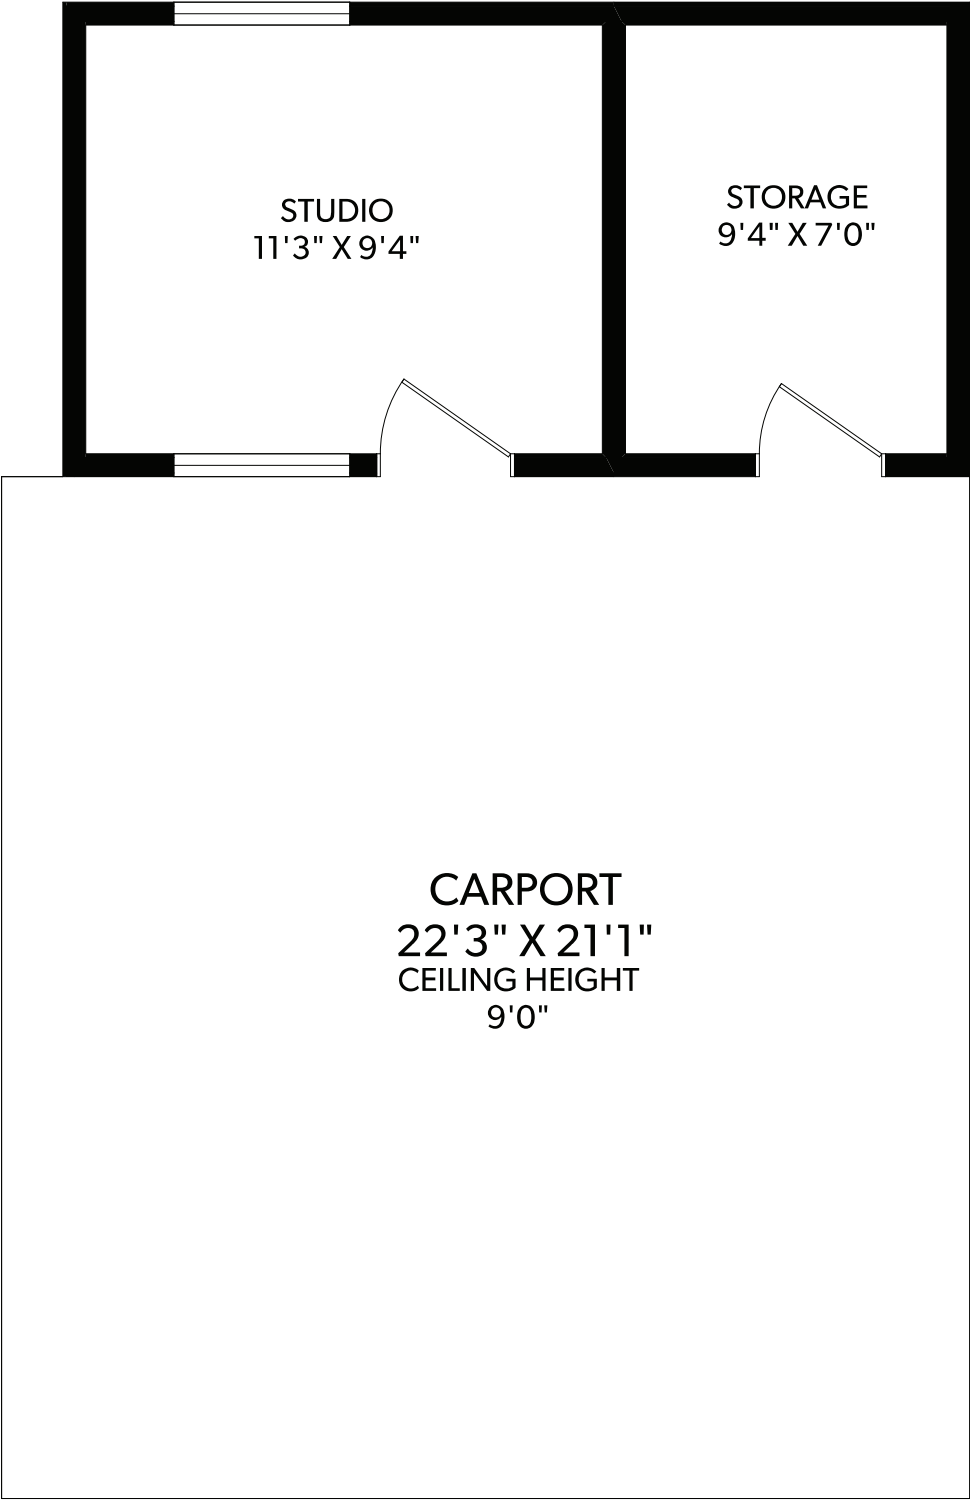 STUDIO
11'3" X 9'4"
STORAGE
9'4" X 7'0"
CARPORT
22'3" X 21'1"
CEILING HEIGHT
9'0"